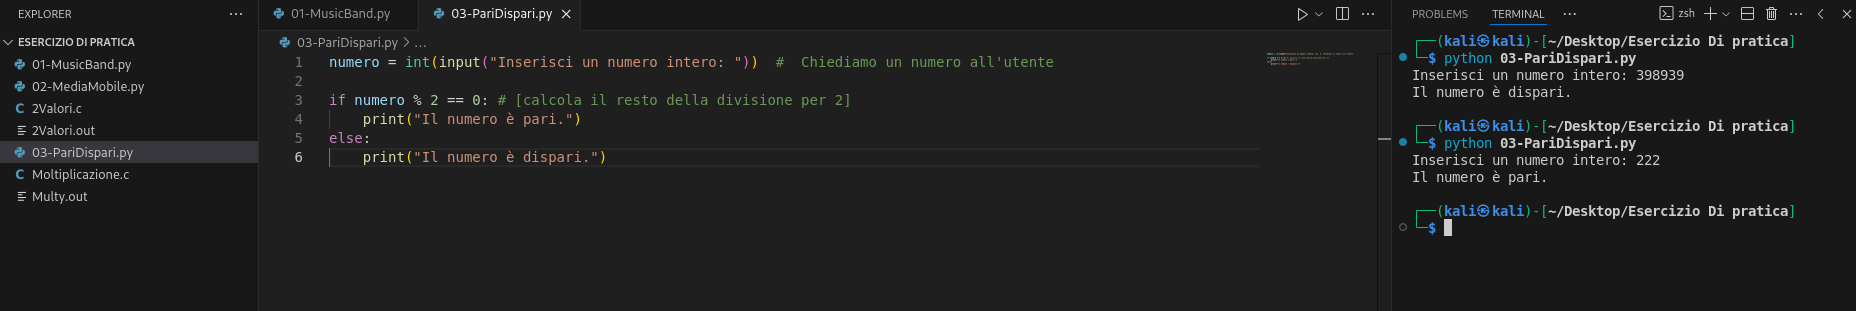 EXPLORER ...
ESERCIZIO DI PRATICA
01-MusicBand.py
02-MediaMobile.py
C 2Valori.c
2Valori.out
03-PariDispari.py
C Moltiplicazione.c
Multy.out
01-MusicBand.py 03-PariDispari.py
03-PariDispari.py > ...
1 numero = int(input("Inserisci un numero intero: ")) # Chiediamo un numero all'utente
2
3 if numero % 2 == 0: # [calcola il resto della divisione per 2]
4 print("Il numero è pari.")
5 else:
6 print("Il numero è dispari.")
PROBLEMS TERMINAL ... zsh
┌──(kali㉿kali)-[~/Desktop/Esercizio Di pratica]
└─$ python 03-PariDispari.py
Inserisci un numero intero: 398939
Il numero è dispari.
┌──(kali㉿kali)-[~/Desktop/Esercizio Di pratica]
└─$ python 03-PariDispari.py
Inserisci un numero intero: 222
Il numero è pari.
┌──(kali㉿kali)-[~/Desktop/Esercizio Di pratica]
└─$